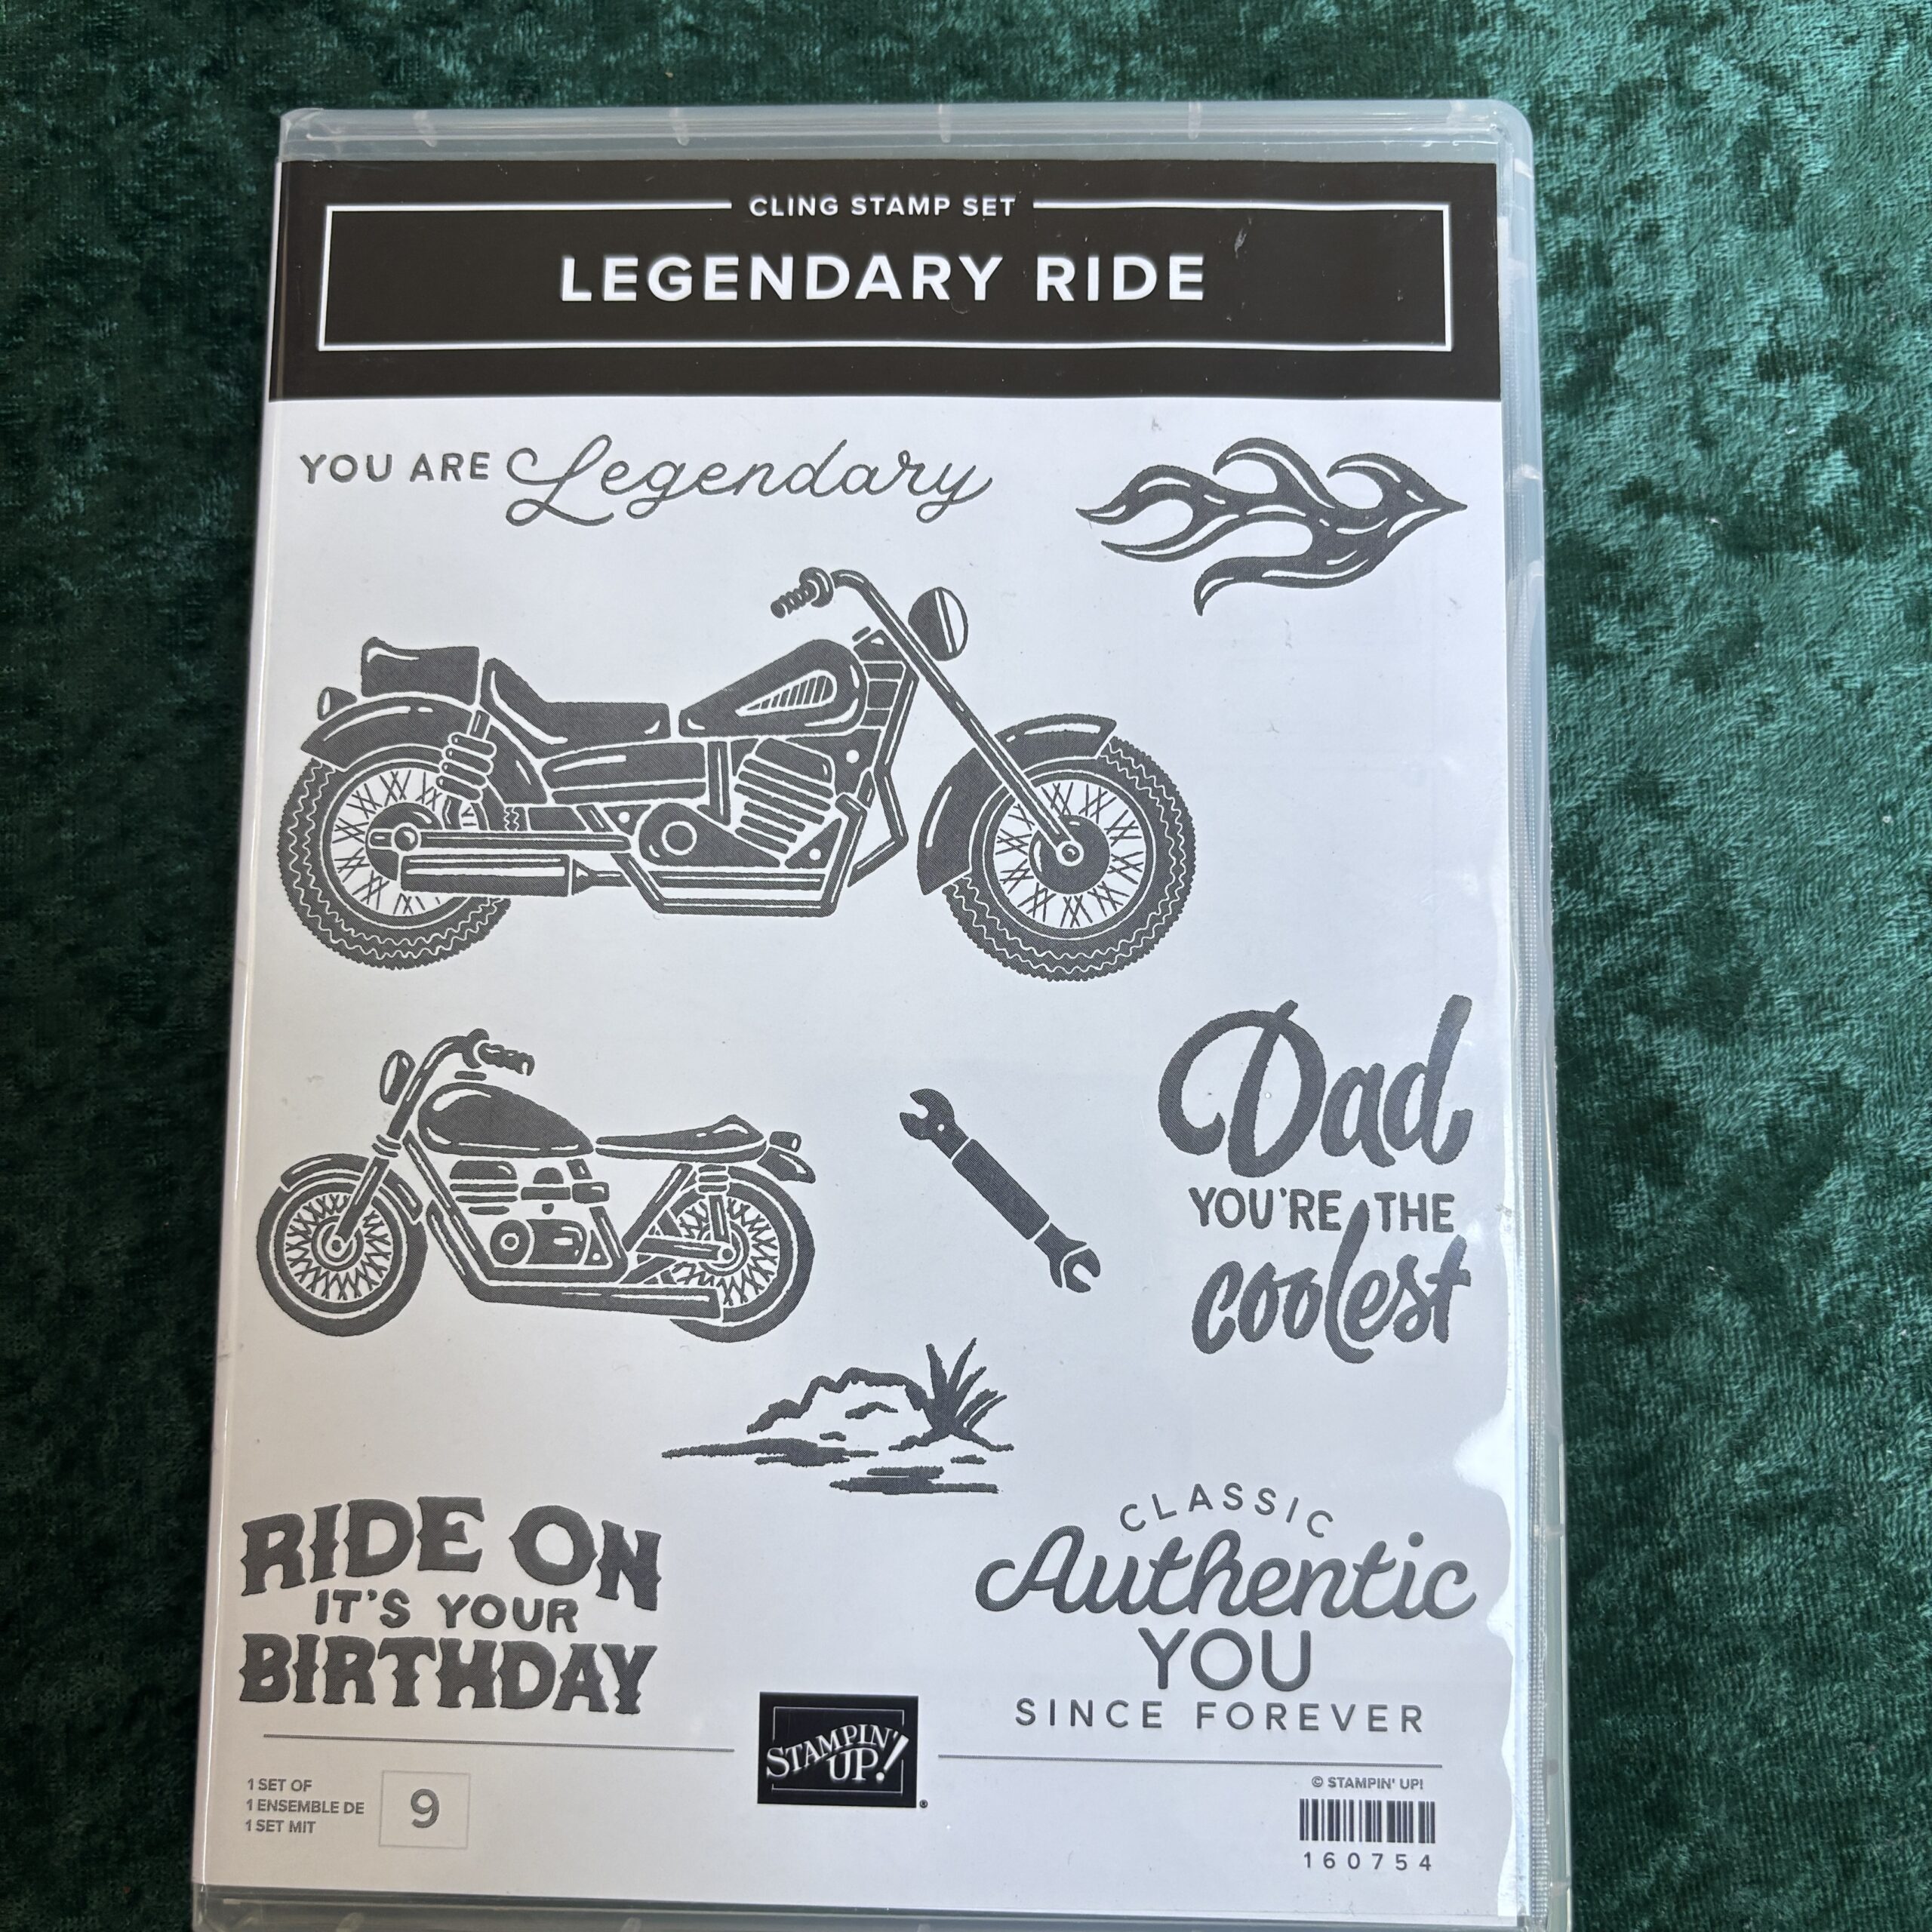 CLING STAMP SET
LEGENDARY RIDE
YOU ARE Legendary
Dad
YOU'RE THE
coolest
RIDE ON
IT'S YOUR
BIRTHDAY
CLASSIC
Authentic
YOU
SINCE FOREVER
1 SET OF
1 ENSEMBLE DE
1 SET MIT
9
STAMPIN'
UP!
®
© STAMPIN' UP!
160754